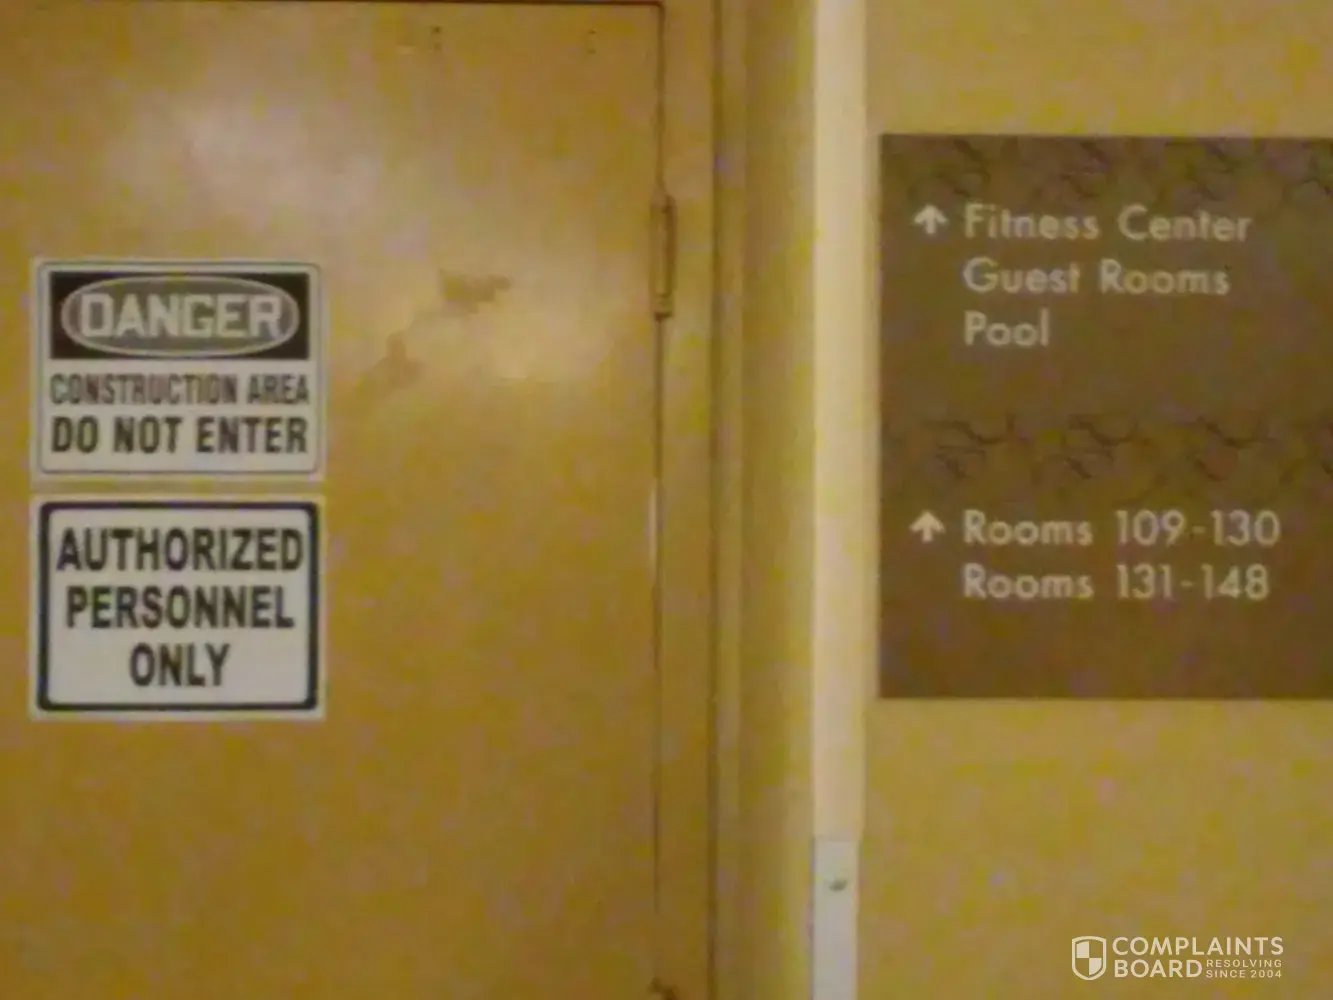 DANGER
CONSTRUCTION AREA
DO NOT ENTER
AUTHORIZED
PERSONNEL
ONLY
Fitness Center
Guest Rooms
Pool
Rooms 109-130
Rooms 131-148
COMPLAINTS
BOARD RESOLVING
SINCE 2004